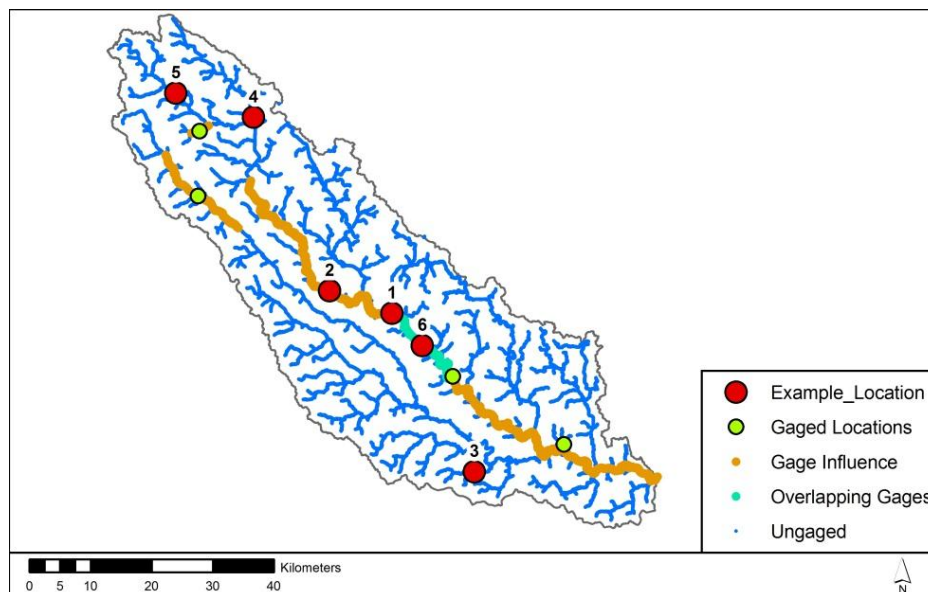 5
4
2
1
6
3
Example_Location
Gaged Locations
Gage Influence
Overlapping Gages
Ungaged
Kilometers
0 5 10 20 30 40
N